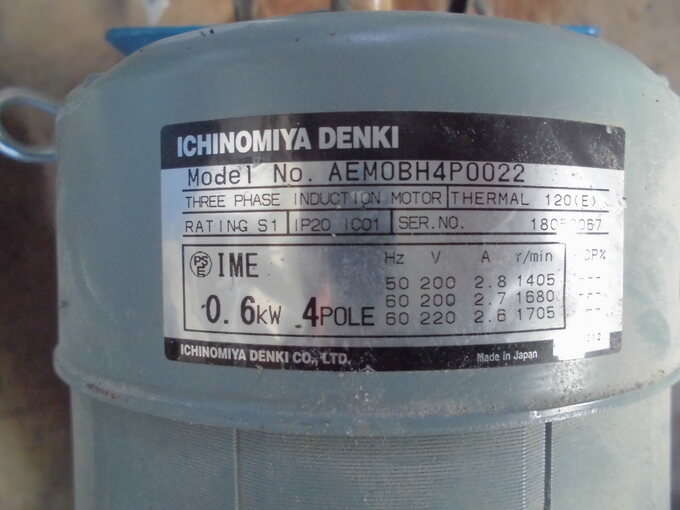 ICHINOMIYA DENKI
Model No. AEMOBH4P0022
THREE PHASE INDUCTION MOTOR THERMAL 120(E)
RATING S1 IP20 IC01 SER.NO.
PS E IME
Hz V A r/min
50 200 2.8 1405
60 200 2.7 1680
60 220 2.6 1705
0.6kW 4POLE
ICHINOMIYA DENKI CO., LTD. Made in Japan